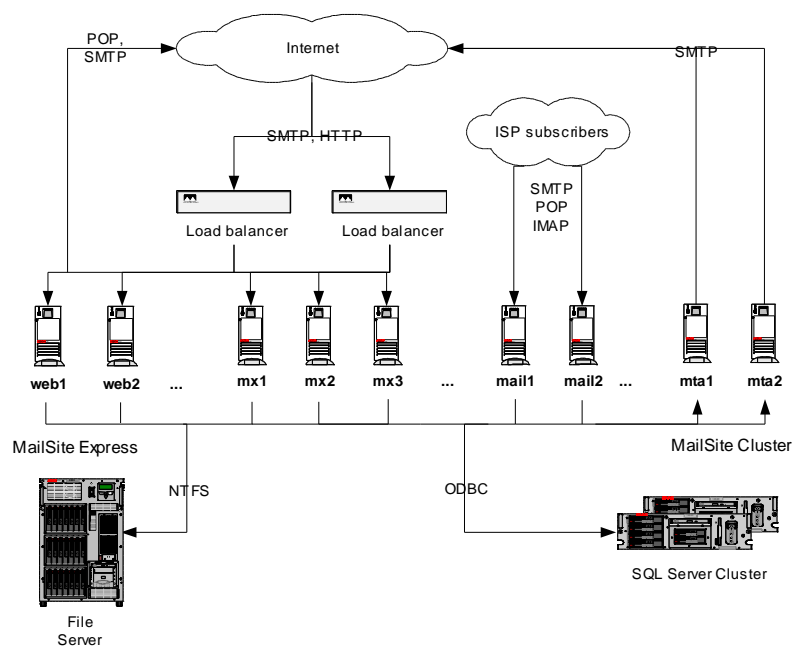 POP,
SMTP
Internet
SMTP
SMTP, HTTP
ISP subscribers
SMTP
POP
IMAP
Load balancer
Load balancer
web1
web2
...
mx1
mx2
mx3
...
mail1
mail2
...
mta1
mta2
MailSite Express
MailSite Cluster
NTFS
ODBC
SQL Server Cluster
File
Server